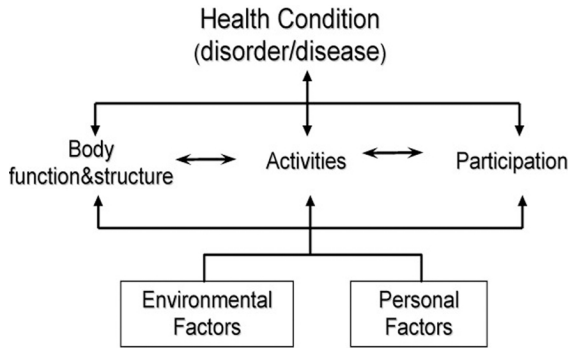 Health Condition
(disorder/disease)
Body
function&structure
Activities
Participation
Environmental
Factors
Personal
Factors